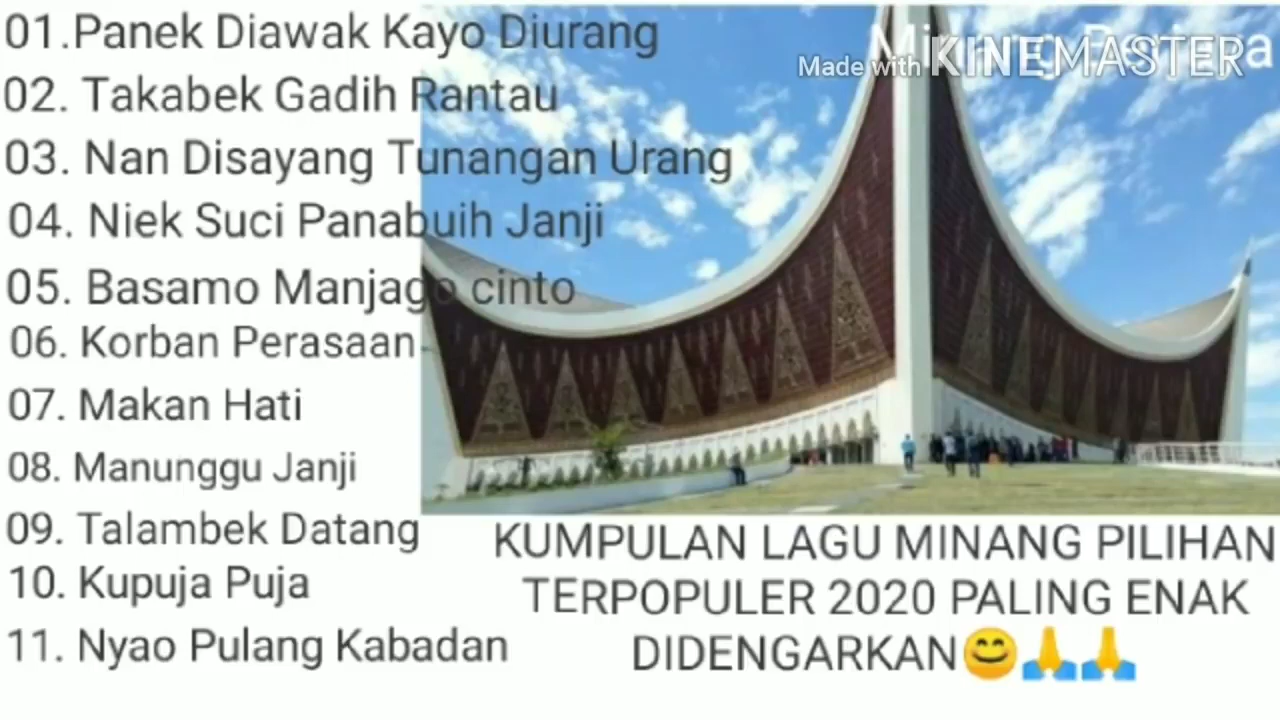 01.Panek Diawak Kayo Diurang
02. Takabek Gadih Rantau
03. Nan Disayang Tunangan Urang
04. Niek Suci Panabuih Janji
05. Basamo Manjago cinto
06. Korban Perasaan
07. Makan Hati
08. Manunggu Janji
09. Talambek Datang
10. Kupuja Puja
11. Nyao Pulang Kabadan
Made with KINEMASTER
KUMPULAN LAGU MINANG PILIHAN
TERPOPULER 2020 PALING ENAK
DIDENGARKAN😊🙏🙏